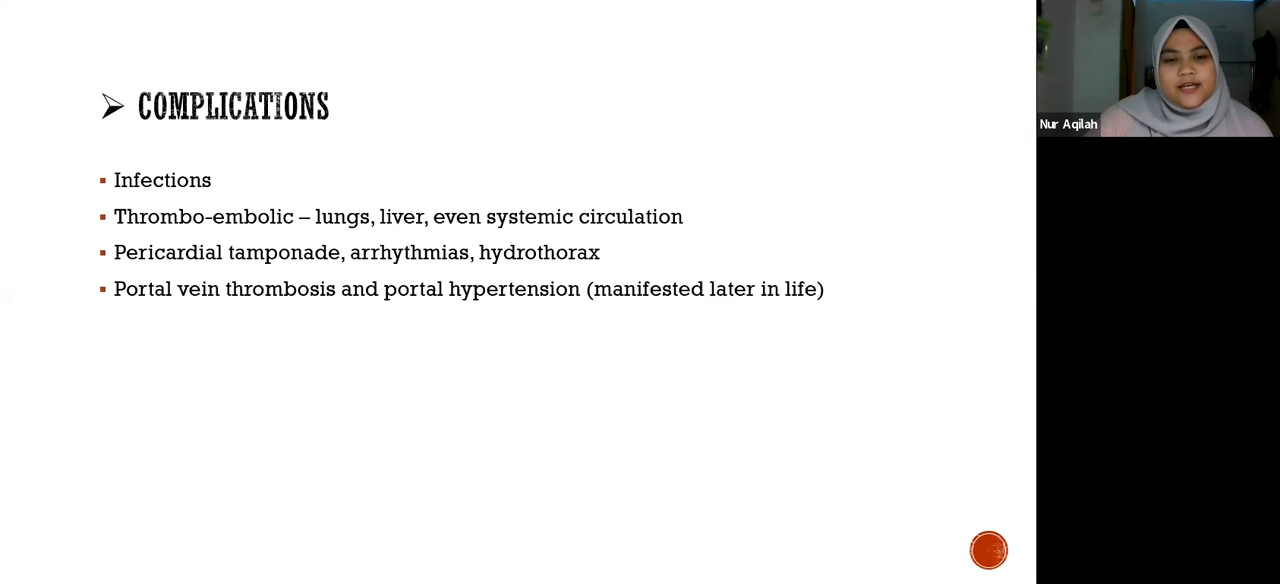 COMPLICATIONS
Infections
Thrombo-embolic – lungs, liver, even systemic circulation
Pericardial tamponade, arrhythmias, hydrothorax
Portal vein thrombosis and portal hypertension (manifested later in life)
Nur Aqilah